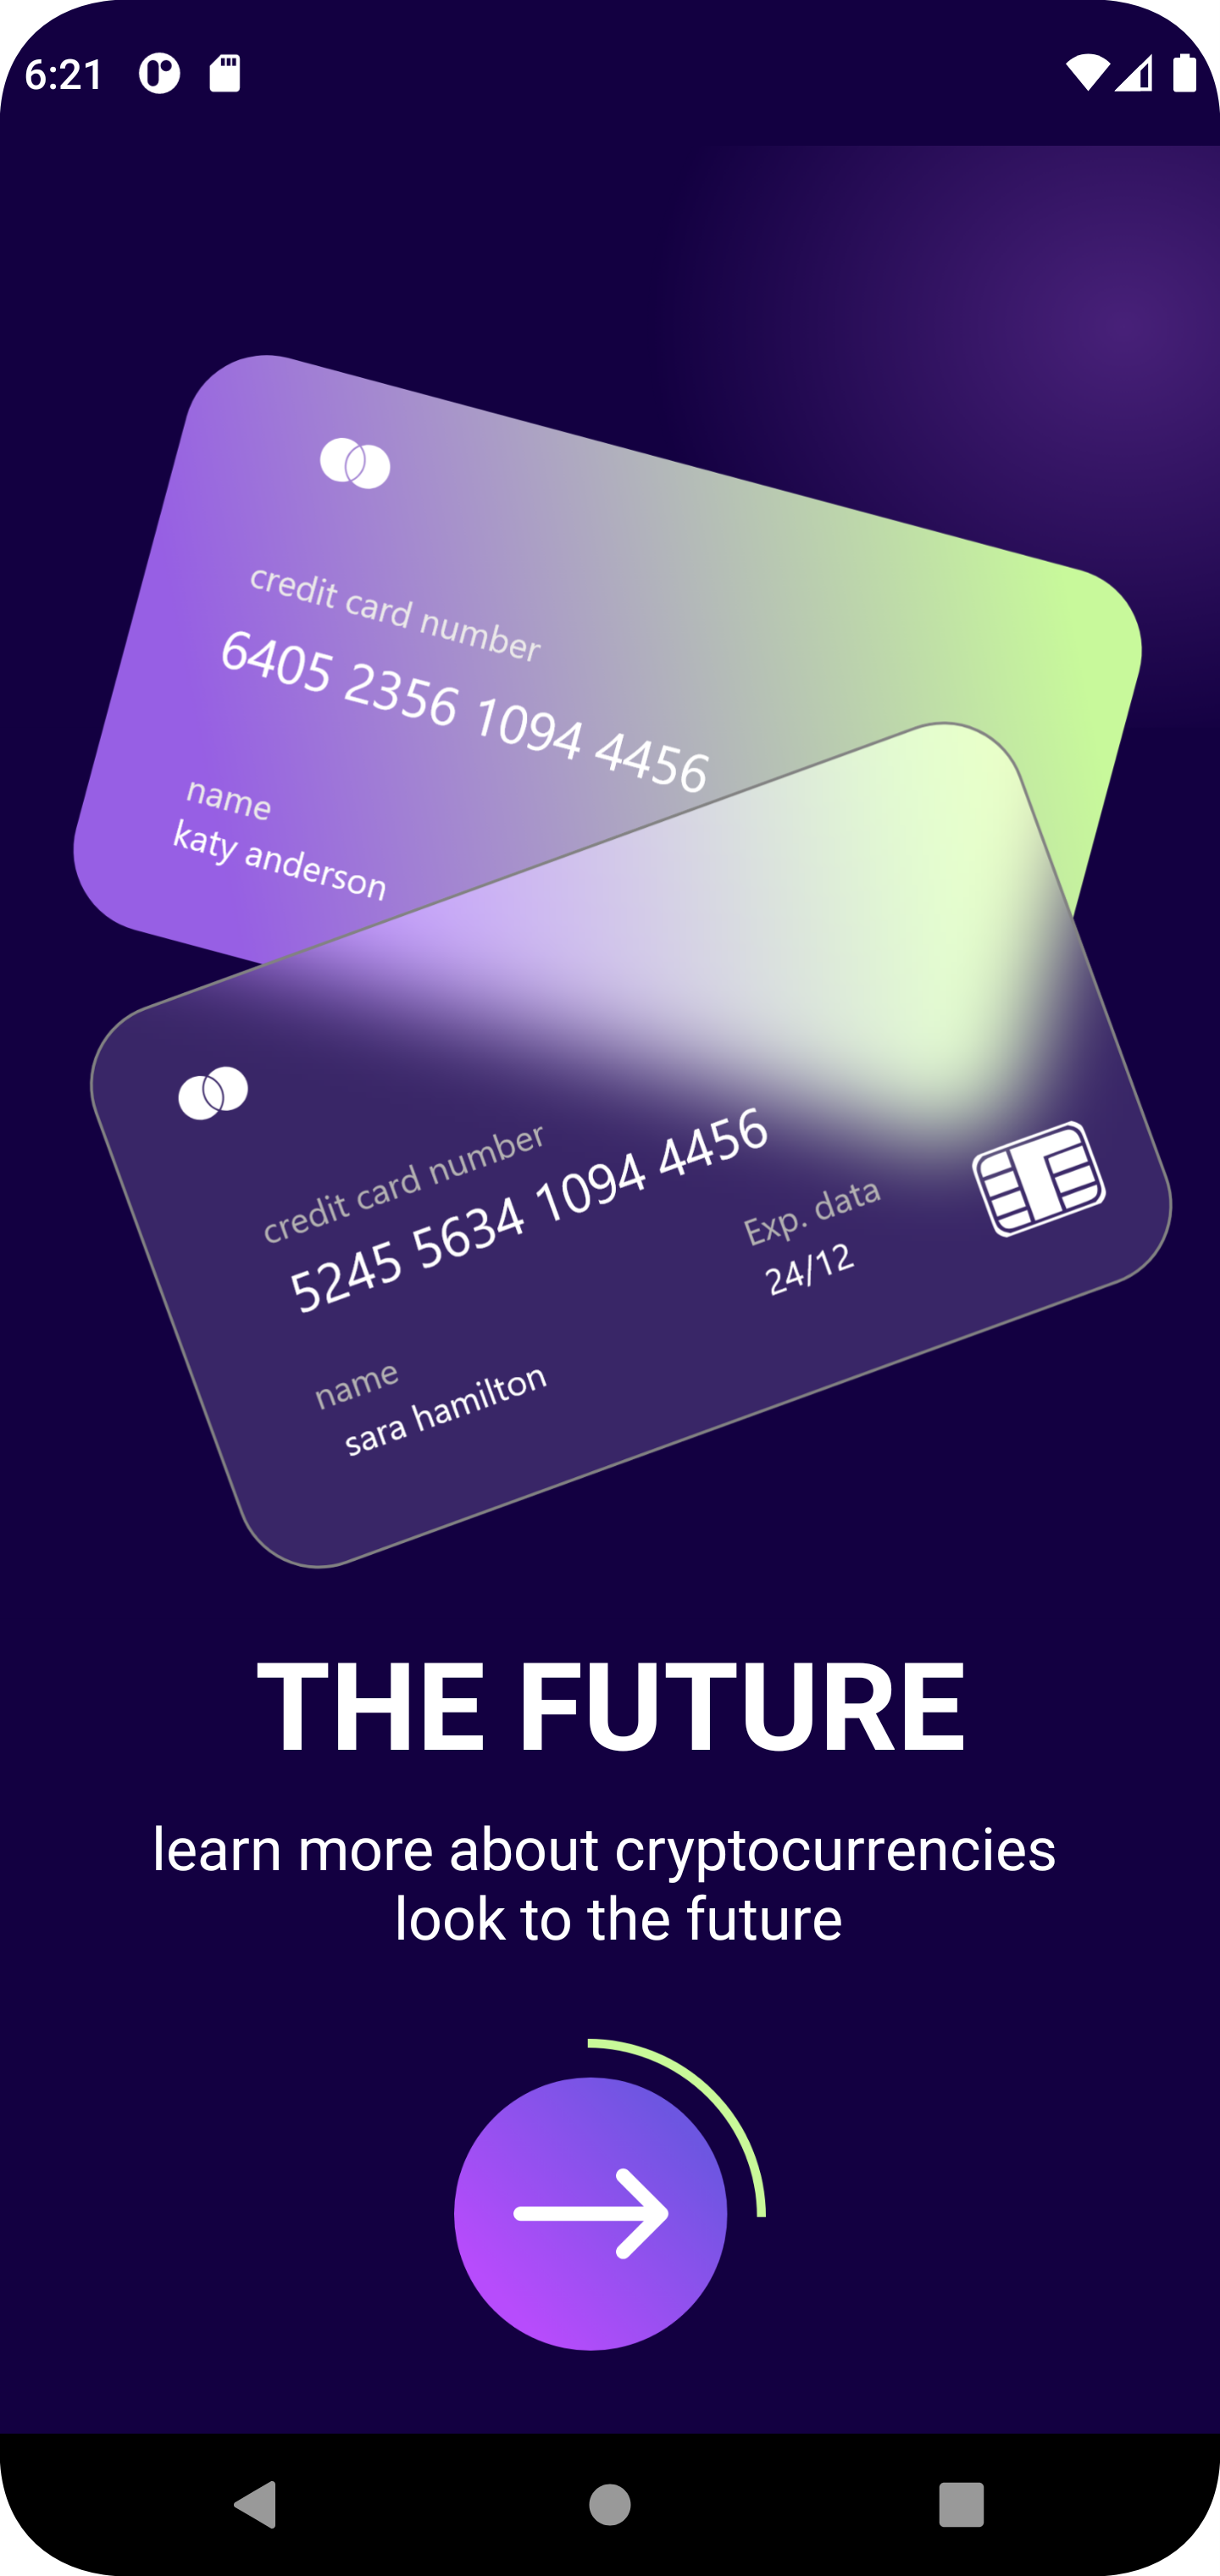 6:21
credit card number
6405 2356 1094 4456
name
katy anderson
credit card number
5245 5634 1094 4456
Exp. data
24/12
name
sara hamilton
THE FUTURE
learn more about cryptocurrencies
look to the future